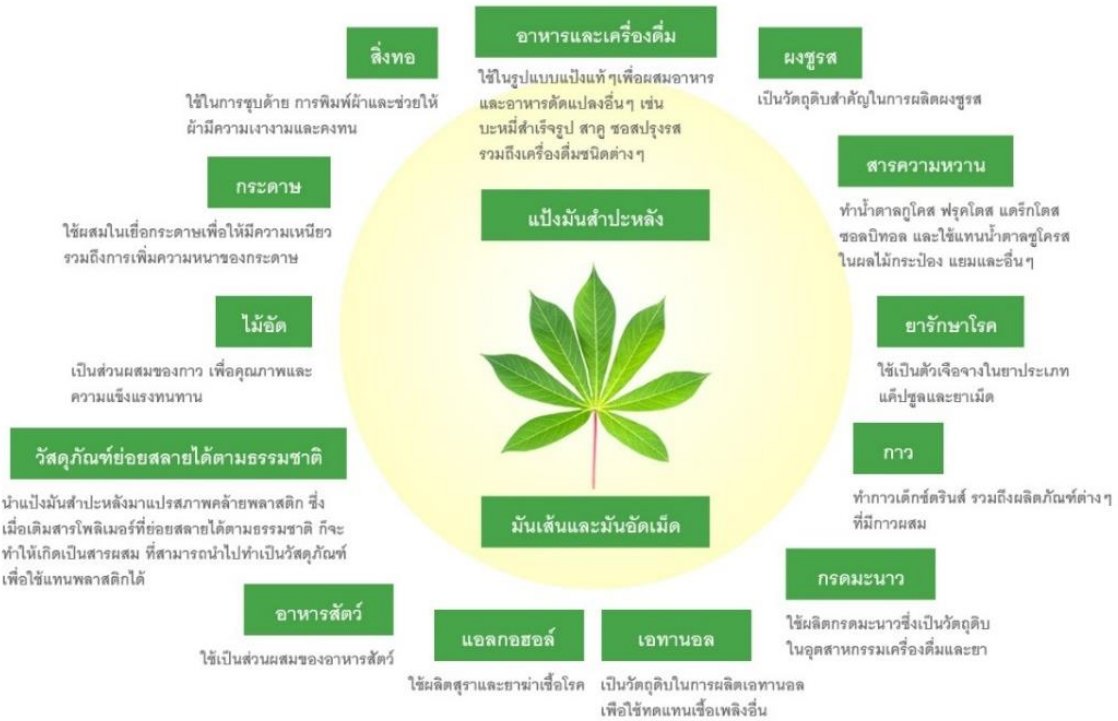 อาหารและเครื่องดื่ม
ใช้ในรูปแบบแป้งแท้ๆเพื่อผสมอาหาร
และอาหารดัดแปลงอื่นๆ เช่น
บะหมี่สำเร็จรูป สาคู ซอสปรุงรส
รวมถึงเครื่องดื่มชนิดต่างๆ
ผงชูรส
เป็นวัตถุดิบสำคัญในการผลิตผงชูรส
สารความหวาน
ทำน้ำตาลกูโคส ฟรุคโตส แดร็กโตส
ซอลบิทอล และใช้แทนน้ำตาลซูโครส
ในผลไม้กระป๋อง แยมและอื่นๆ
ยารักษาโรค
ใช้เป็นตัวเจือจางในยาประเภท
แค็ปซูลและยาเม็ด
กาว
ทำกาวเด็กซ์ตรินส์ รวมถึงผลิตภัณฑ์ต่างๆ
ที่มีกาวผสม
กรดมะนาว
ใช้ผลิตกรดมะนาวซึ่งเป็นวัตถุดิบ
ในอุตสาหกรรมเครื่องดื่มและยา
เอทานอล
เป็นวัตถุดิบในการผลิตเอทานอล
เพือใช้ทดแทนเชื้อเพลิงอื่น
แอลกอฮอล์
ใช้ผลิตสุราและยาฆ่าเชื้อโรค
อาหารสัตว์
ใช้เป็นส่วนผสมของอาหารสัตว์
วัสดุภัณฑ์ย่อยสลายได้ตามธรรมชาติ
นำแป้งมันสำปะหลังมาแปรสภาพคล้ายพลาสติก ซึ่ง
เมื่อเติมสารโพลิเมอร์ที่ย่อยสลายได้ตามธรรมชาติ ก็จะ
ทำให้เกิดเป็นสารผสม ที่สามารถนำไปทำเป็นวัสดุภัณฑ์
เพื่อใช้แทนพลาสติกได้
ไม้อัด
เป็นส่วนผสมของกาว เพื่อคุณภาพและ
ความแข็งแรงทนทาน
กระดาษ
ใช้ผสมในเยื่อกระดาษเพื่อให้มีความเหนียว
รวมถึงการเพิ่มความหนาของกระดาษ
สิ่งทอ
ใช้ในการชุบด้าย การพิมพ์ผ้าและช่วยให้
ผ้ามีความเงางามและคงทน
แป้งมันสำปะหลัง
มันเส้นและมันอัดเม็ด